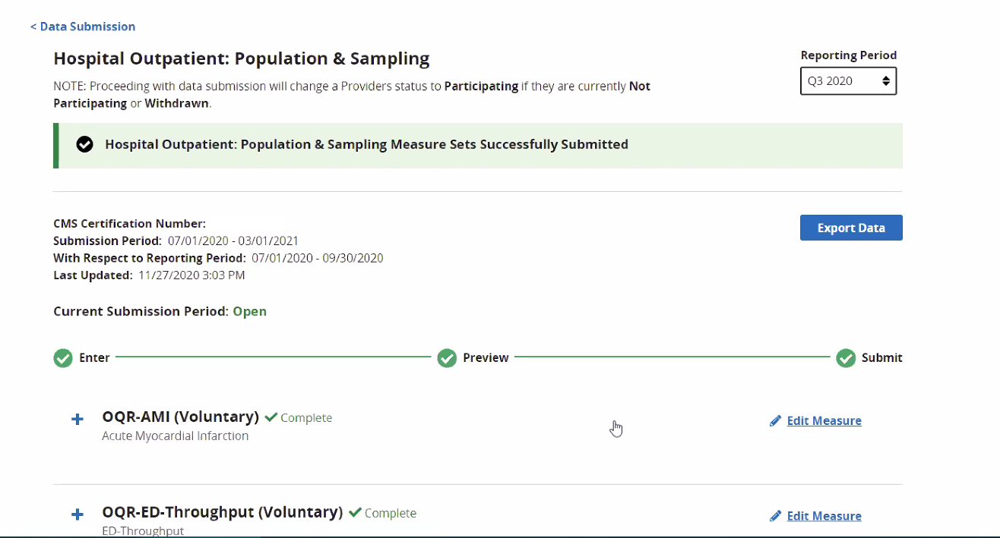 < Data Submission
Hospital Outpatient: Population & Sampling
Reporting Period
Q3 2020
NOTE: Proceeding with data submission will change a Providers status to Participating if they are currently Not
Participating or Withdrawn.
Hospital Outpatient: Population & Sampling Measure Sets Successfully Submitted
CMS Certification Number:
Export Data
Submission Period: 07/01/2020 - 03/01/2021
With Respect to Reporting Period: 07/01/2020 - 09/30/2020
Last Updated: 11/27/2020 3:03 PM
Current Submission Period: Open
Enter Preview Submit
OQR-AMI (Voluntary) Complete
Edit Measure
Acute Myocardial Infarction
OQR-ED-Throughput (Voluntary) Complete
Edit Measure
ED-Throughput